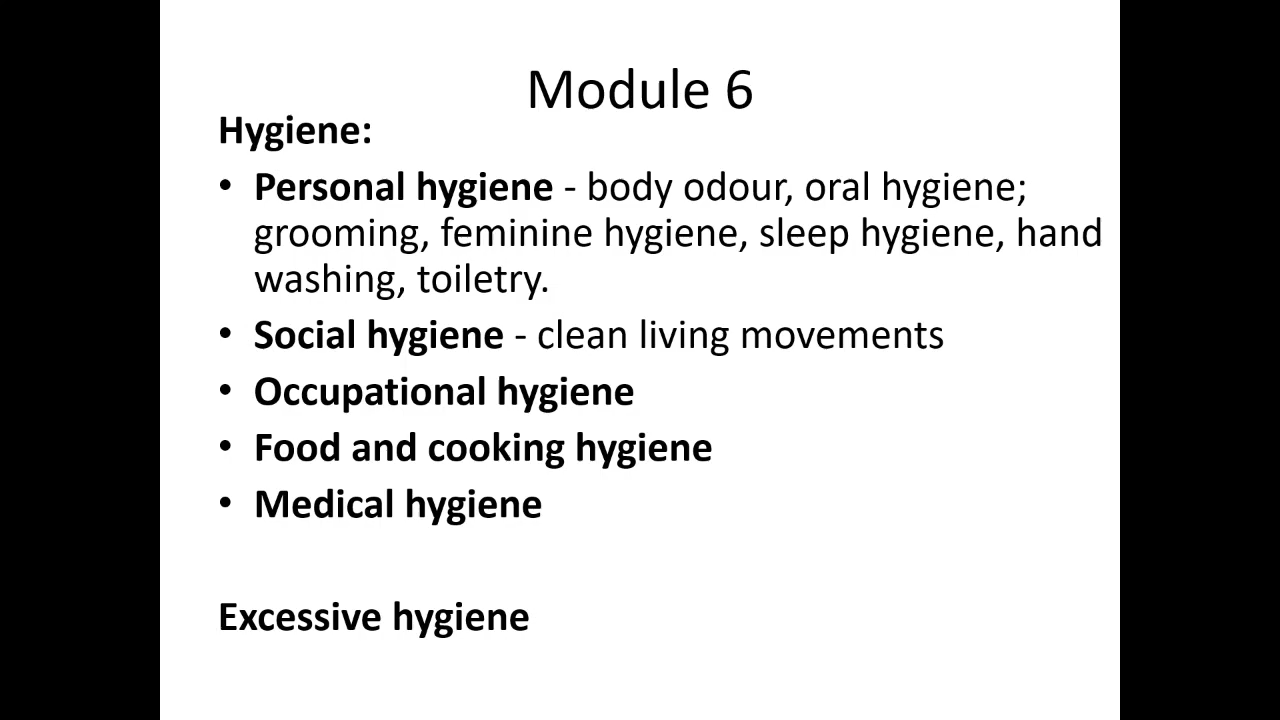 Module 6
Hygiene:
• Personal hygiene - body odour, oral hygiene;
grooming, feminine hygiene, sleep hygiene, hand
washing, toiletry.
• Social hygiene - clean living movements
• Occupational hygiene
• Food and cooking hygiene
• Medical hygiene
Excessive hygiene